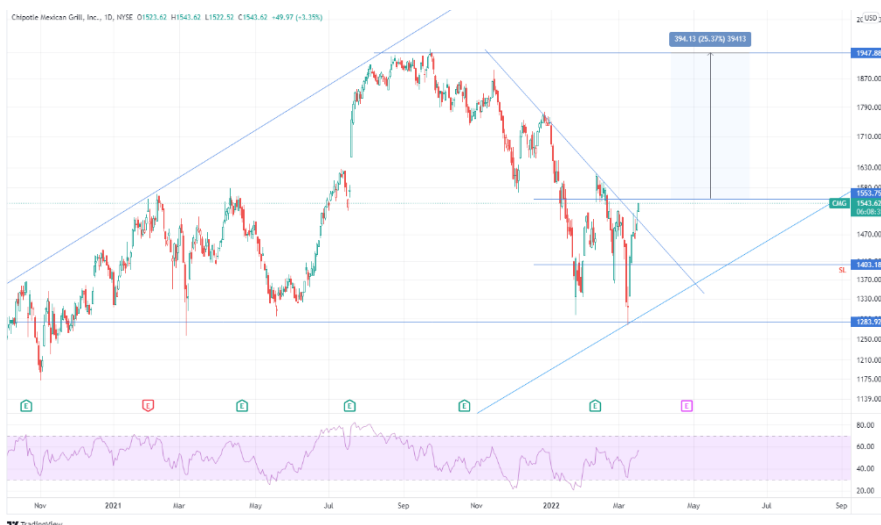 Chipotle Mexican Grill, Inc., 1D, NYSE O1523.62 H1543.62 L1522.52 C1543.62 +49.97 (+3.35%)
USD
394.13 (25.37%) 39413
1947.88
1870.00
1790.00
1710.00
1630.00
1580.00
1553.75
CMG 1543.62
1470.00
1403.18
SL
1370.00
1330.00
1283.92
1250.00
1210.00
1175.00
1129.00
E E E E E E E
80.00
60.00
40.00
20.00
Nov 2021 Mar May Jul Sep Nov 2022 Mar May Jul Sep
TradingView